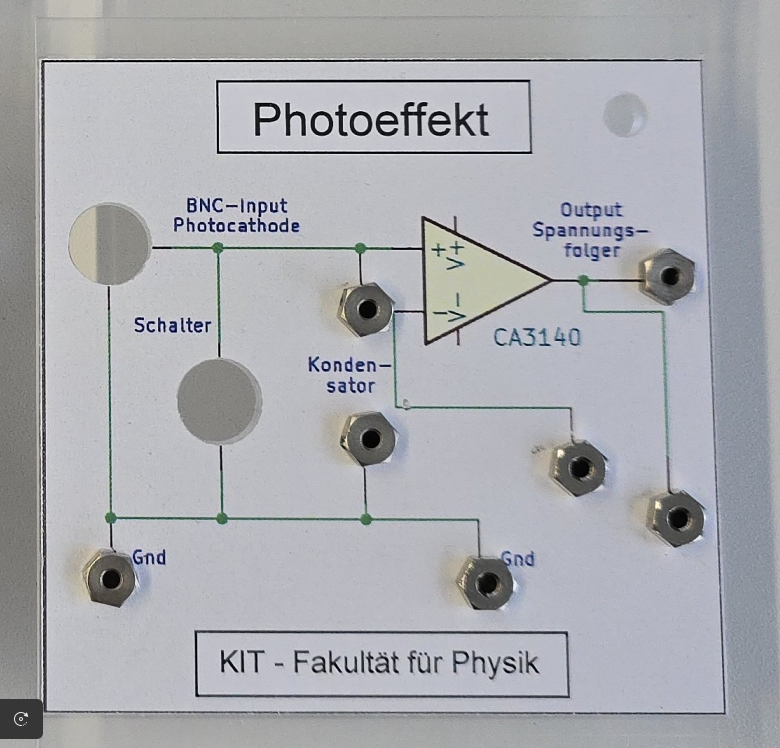 Photoeffekt
BNC-Input
Photocathode
Output
Spannungs-
folger
Schalter
CA3140
Konden-
sator
Gnd
Gnd
KIT - Fakultät für Physik